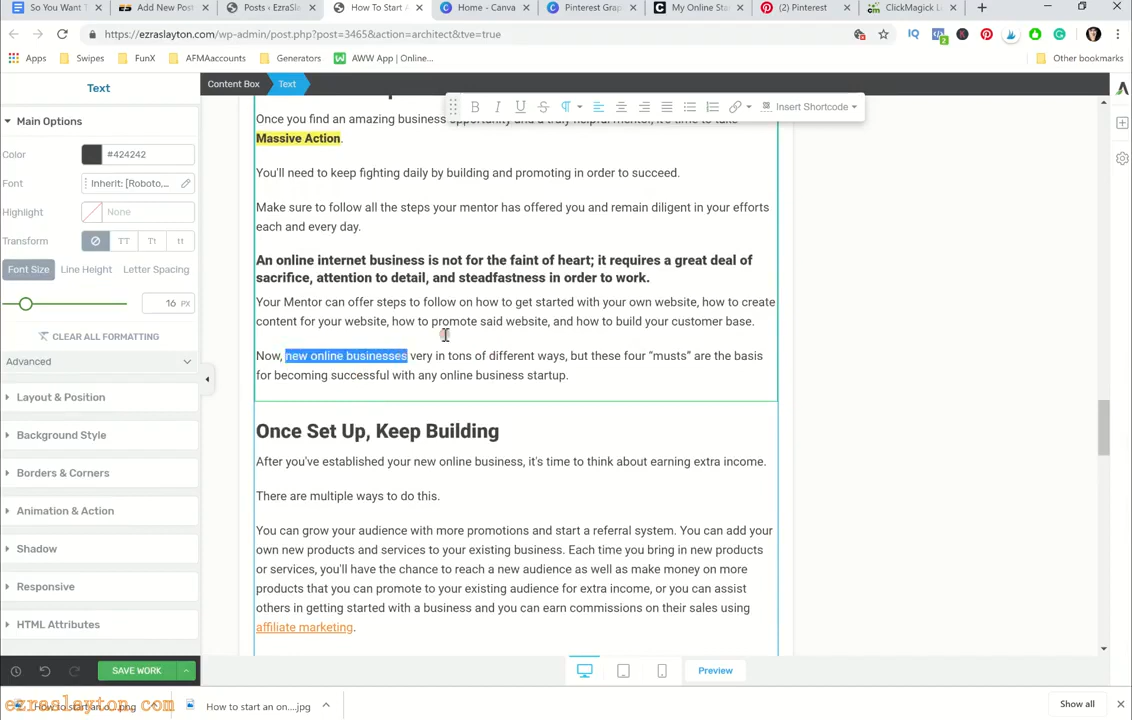 So You Want T
Add New Post
Posts ‹ EzraSla
How To Start A
Home - Canva
Pinterest Grap
My Online Sta
(2) Pinterest
ClickMagick L
https://ezraslayton.com/wp-admin/post.php?post=3465&action=architect&tve=true
Apps
Swipes
FunX
AFMAaccounts
Generators
AWW App | Online...
Other bookmarks
Text
Content Box
Text
Insert Shortcode
Main Options
Color
#424242
Font
Inherit: [Roboto,...
Highlight
None
Transform
TT
Tt
tt
Font Size
Line Height
Letter Spacing
16 PX
CLEAR ALL FORMATTING
Advanced
Layout & Position
Background Style
Borders & Corners
Animation & Action
Shadow
Responsive
HTML Attributes
SAVE WORK
Once you find an amazing business opportunity and a truly helpful mentor, it's time to take
Massive Action.
You'll need to keep fighting daily by building and promoting in order to succeed.
Make sure to follow all the steps your mentor has offered you and remain diligent in your efforts
each and every day.
An online internet business is not for the faint of heart; it requires a great deal of
sacrifice, attention to detail, and steadfastness in order to work.
Your Mentor can offer steps to follow on how to get started with your own website, how to create
content for your website, how to promote said website, and how to build your customer base.
Now, new online businesses very in tons of different ways, but these four “musts” are the basis
for becoming successful with any online business startup.
Once Set Up, Keep Building
After you've established your new online business, it's time to think about earning extra income.
There are multiple ways to do this.
You can grow your audience with more promotions and start a referral system. You can add your
own new products and services to your existing business. Each time you bring in new products
or services, you'll have the chance to reach a new audience as well as make money on more
products that you can promote to your existing audience for extra income, or you can assist
others in getting started with a business and you can earn commissions on their sales using
affiliate marketing.
Preview
ezraslayton.com
How to start an on....jpg
Show all